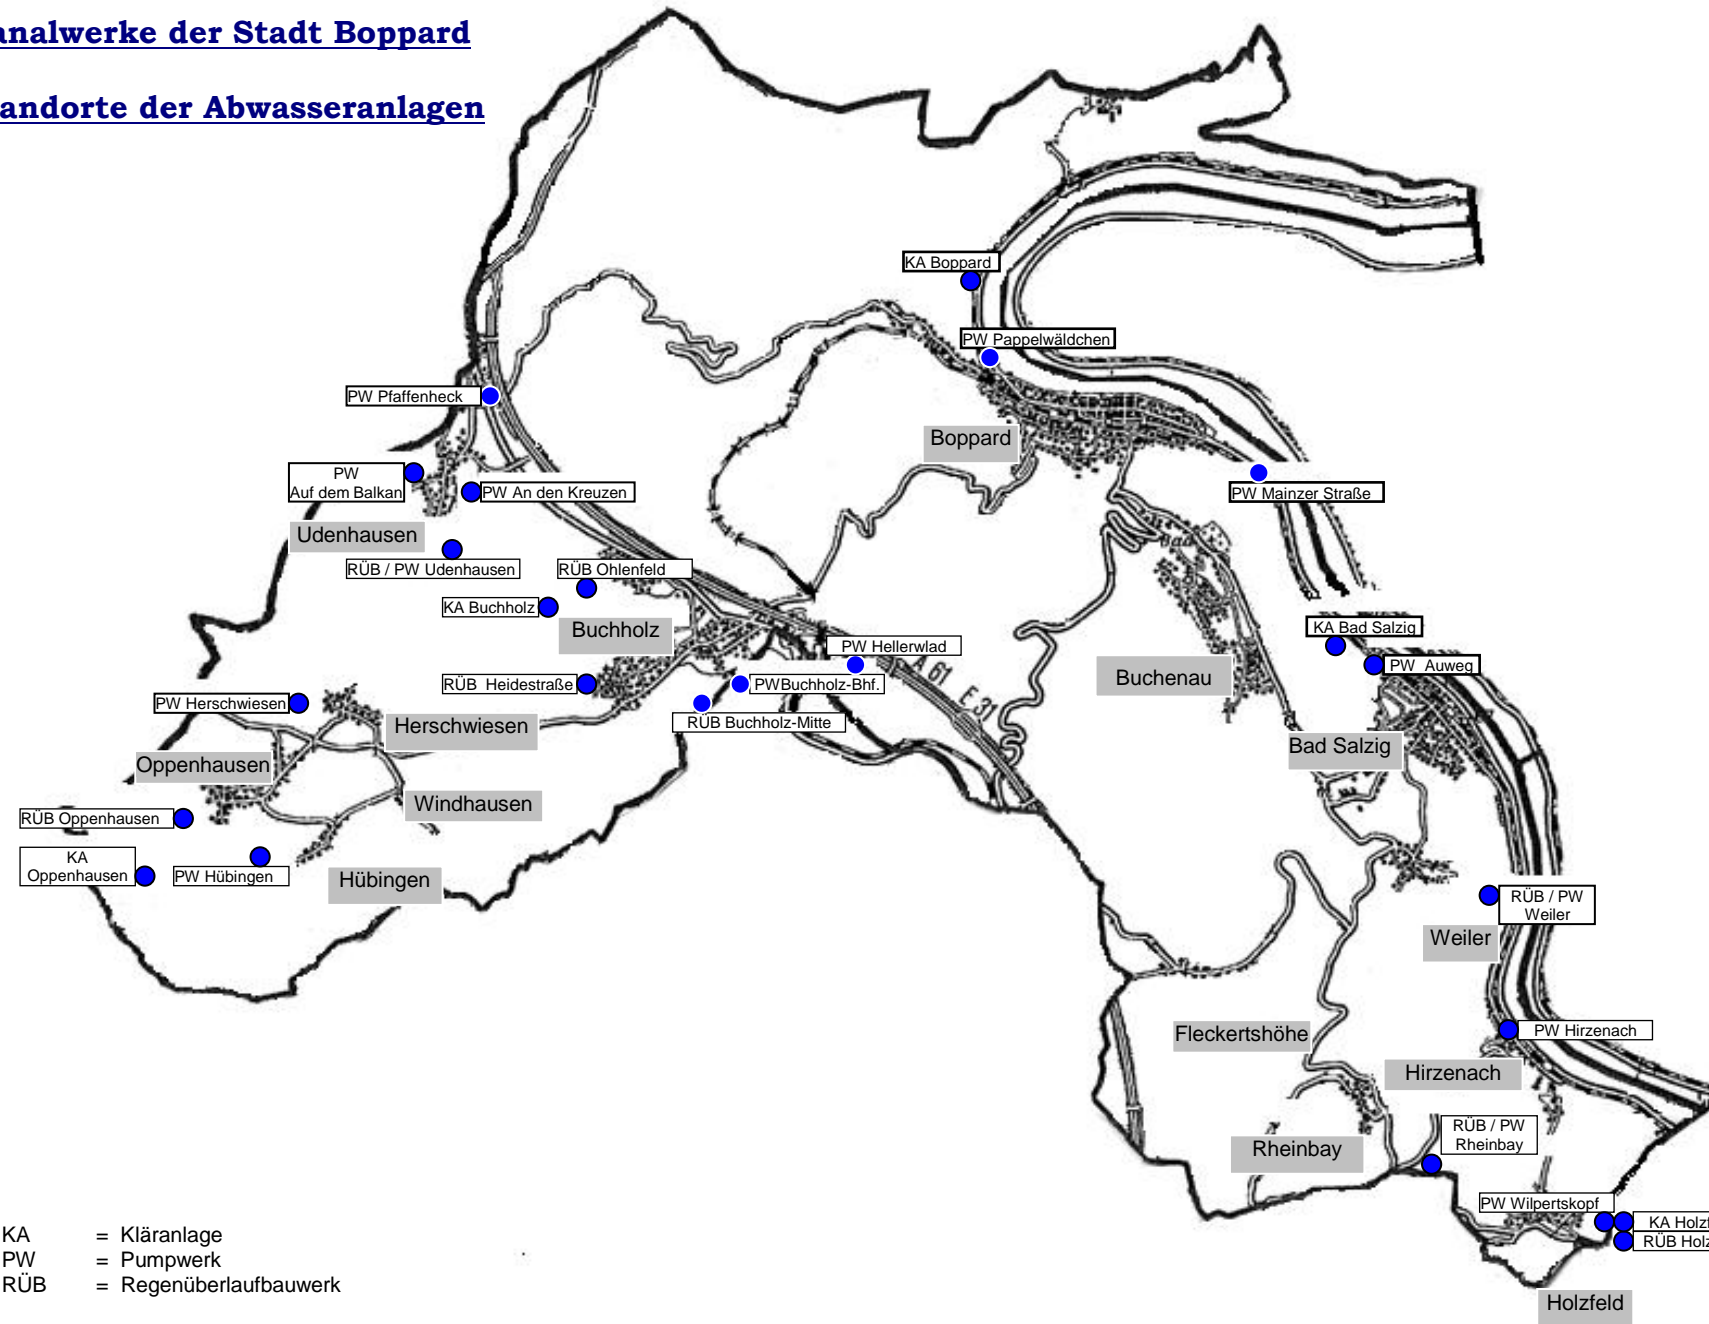 analwerke der Stadt Boppard
andorte der Abwasseranlagen
KA Boppard
PW Pappelwäldchen
PW Pfaffenheck
Boppard
PW
Auf dem Balkan
PW An den Kreuzen
PW Mainzer Straße
Udenhausen
Bad
RÜB / PW Udenhausen
RÜB Ohlenfeld
KA Buchholz
Buchholz
KA Bad Salzig
PW Hellerwlad
PW Auweg
A 61 E 31
Buchenau
RÜB Heidestraße
PWBuchholz-Bhf.
PW Herschwiesen
RÜB Buchholz-Mitte
Herschwiesen
Bad Salzig
Oppenhausen
Windhausen
RÜB Oppenhausen
KA
Oppenhausen
PW Hübingen
Hübingen
RÜB / PW
Weiler
Weiler
PW Hirzenach
Fleckertshöhe
Hirzenach
RÜB / PW
Rheinbay
Rheinbay
PW Wilpertskopf
KA Holzf
RÜB Holz
Holzfeld
KA = Kläranlage
PW = Pumpwerk
RÜB = Regenüberlaufbauwerk